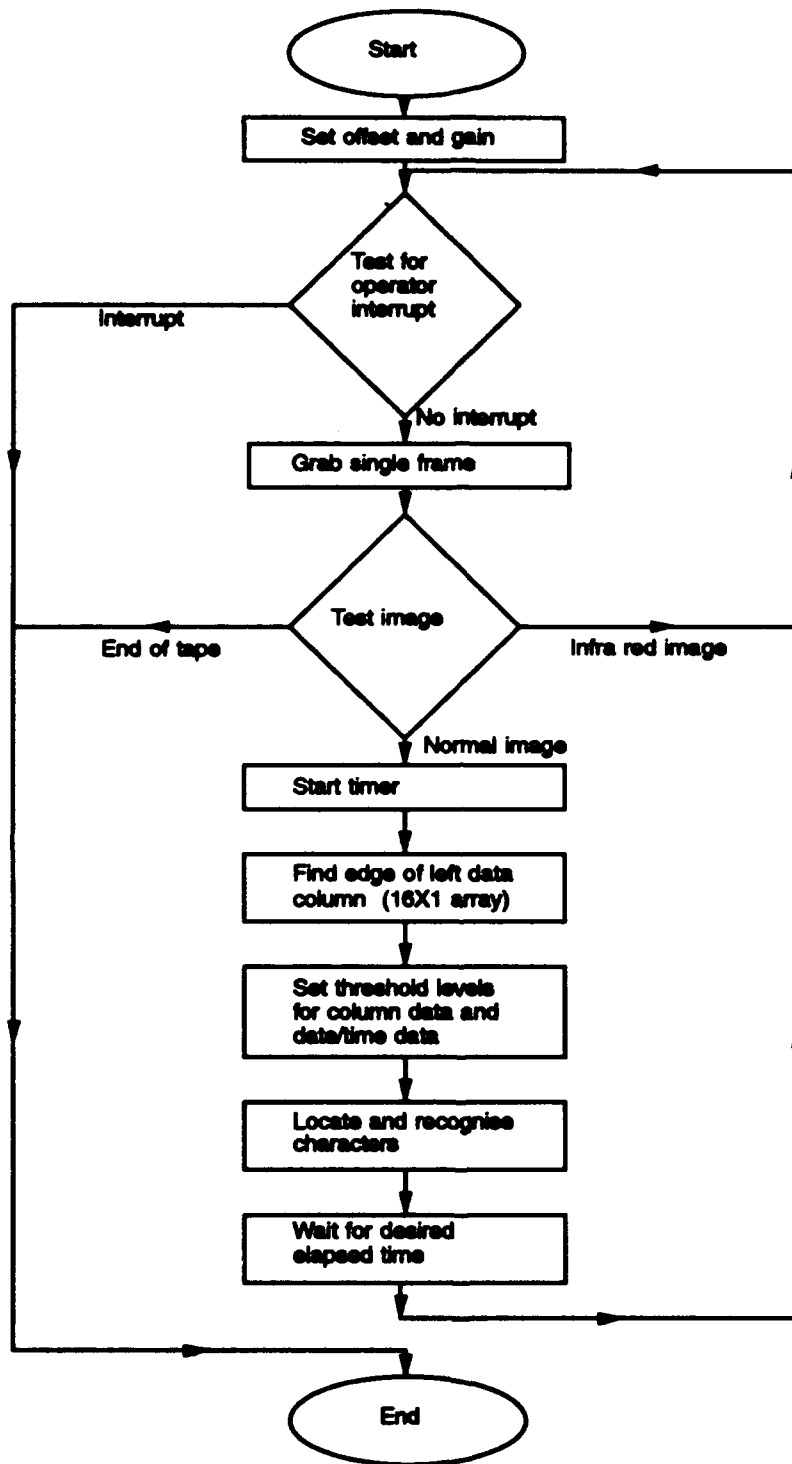 Start
Set offset and gain
Test for
operator
interrupt
Interrupt
No interrupt
Grab single frame
Test image
End of tape
Infra red image
Normal image
Start timer
Find edge of left data
column (16X1 array)
Set threshold levels
for column data and
date/time data
Locate and recognise
characters
Wait for desired
elapsed time
End